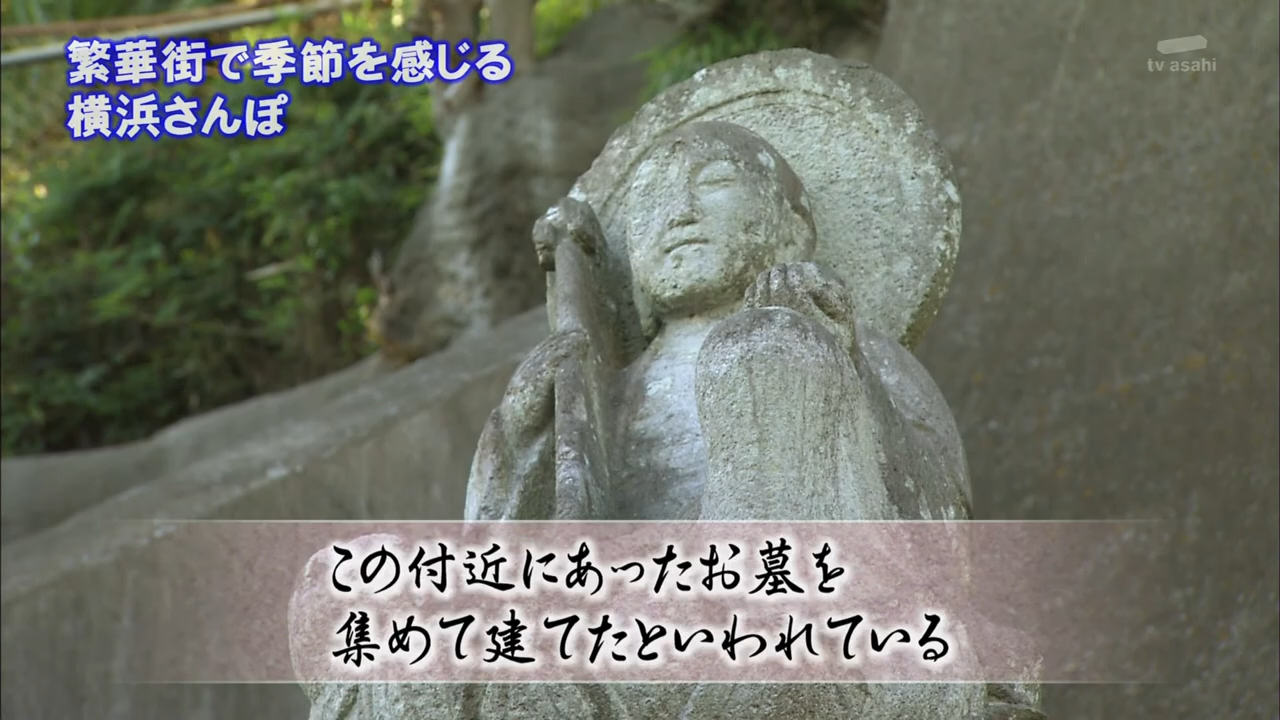 繁華街で季節を感じる
横浜さんぽ
tv asahi
この付近にあったお墓を
集めて建てたといわれている